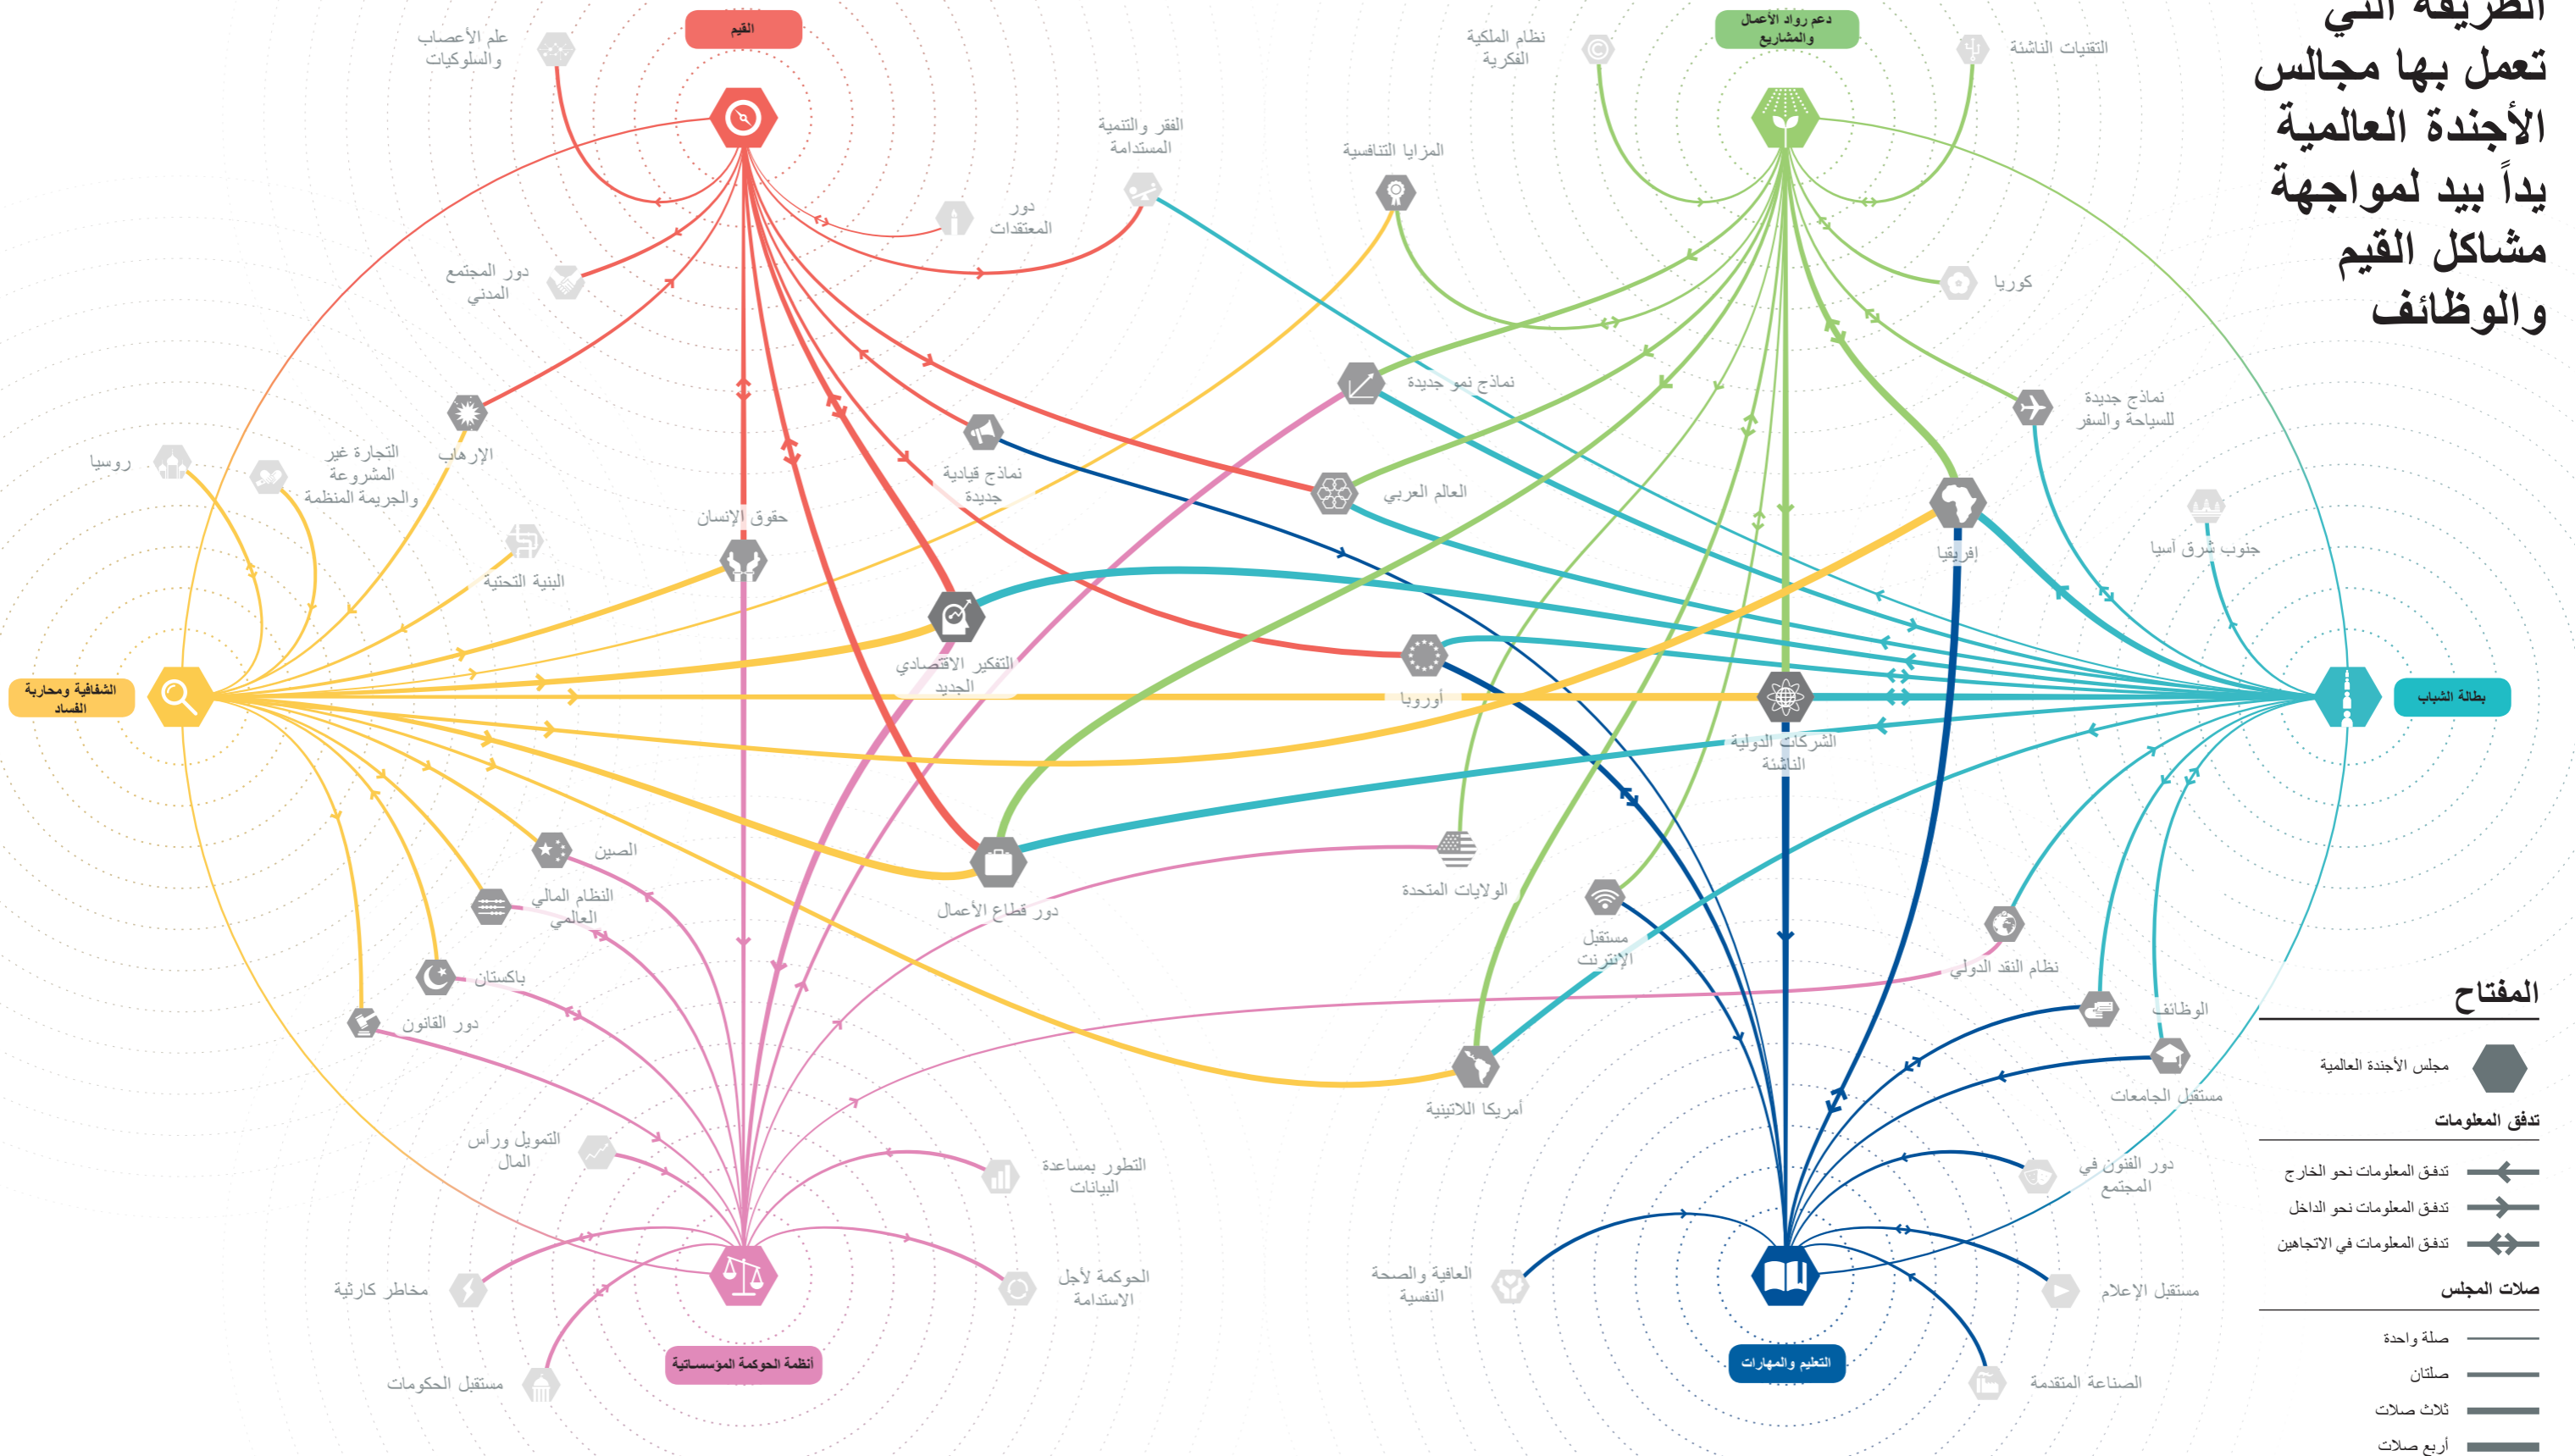 الطريقة التي
تعمل بها مجالس
الأجندة العالمية
يداً بيد لمواجهة
مشاكل القيم
والوظائف
دعم رواد الأعمال
والمشاريع
القيم
التقنيات الناشئة
نظام الملكية
الفكرية
علم الأعصاب
والسلوكيات
الفقر والتنمية
المستدامة
المزايا التنافسية
دور
المعتقدات
دور المجتمع
المدني
كوريا
نماذج نمو جديدة
نماذج جديدة
للسياحة والسفر
الإرهاب
التجارة غير
المشروعة
والجريمة المنظمة
روسيا
نماذج قيادية
جديدة
العالم العربي
حقوق الإنسان
إفريقيا
جنوب شرق آسيا
البنية التحتية
التفكير الاقتصادي
الجديد
أوروبا
بطالة الشباب
الشفافية ومحاربة
الفساد
الشركات الدولية
الناشئة
الصين
النظام المالي
العالمي
دور قطاع الأعمال
الولايات المتحدة
مستقبل
الإنترنت
نظام النقد الدولي
باكستان
دور القانون
الوظائف
مستقبل الجامعات
أمريكا اللاتينية
التمويل ورأس
المال
التطور بمساعدة
البيانات
دور الفنون في
المجتمع
مخاطر كارثية
الحوكمة لأجل
الاستدامة
العافية والصحة
النفسية
مستقبل الإعلام
أنظمة الحوكمة المؤسساتية
التعليم والمهارات
مستقبل الحكومات
الصناعة المتقدمة
المفتاح
مجلس الأجندة العالمية
تدفق المعلومات
تدفق المعلومات نحو الخارج
تدفق المعلومات نحو الداخل
تدفق المعلومات في الاتجاهين
صلات المجلس
صلة واحدة
صلتان
ثلاث صلات
أربع صلات